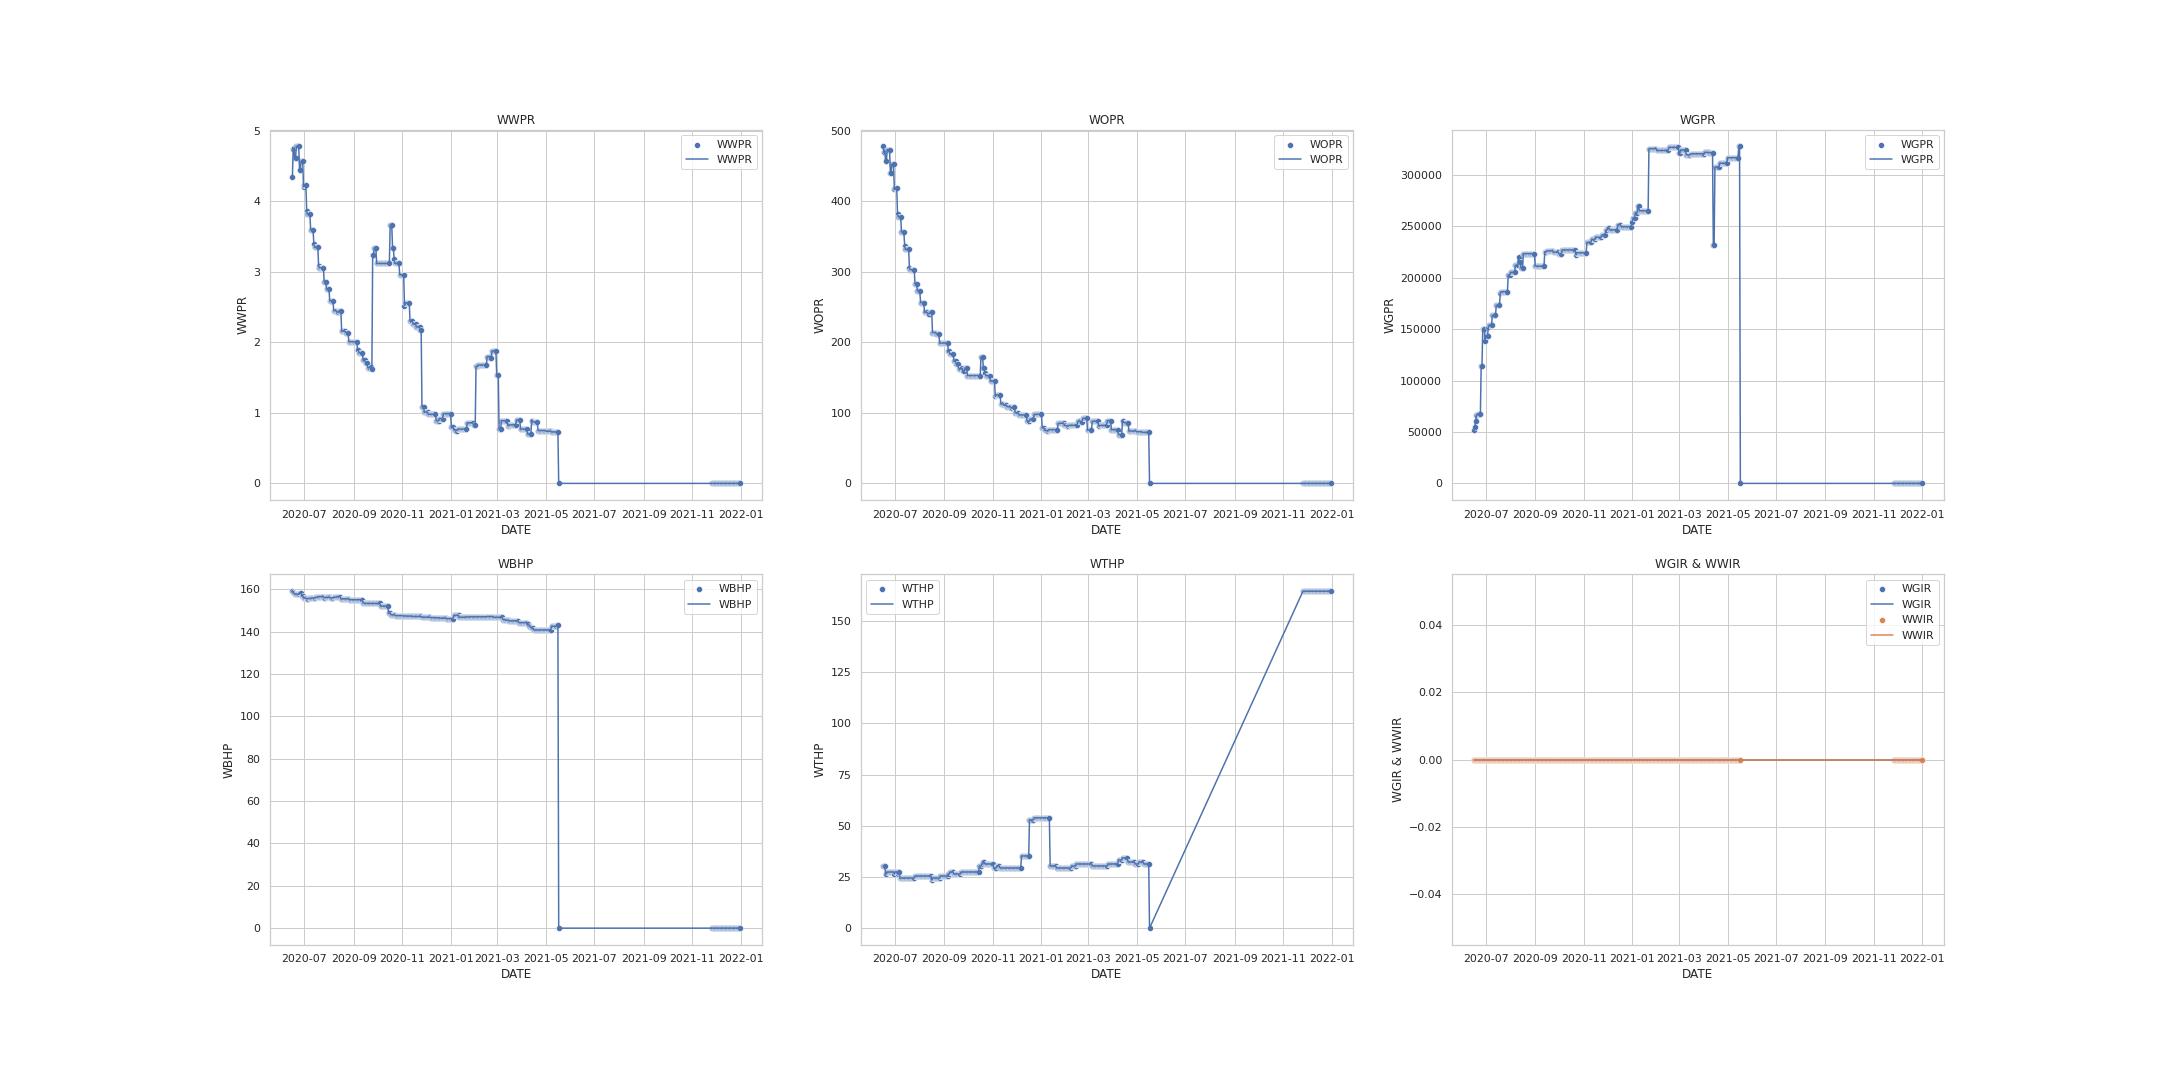 WWPR
5
4
3
2
1
0
WWPR
WWPR
WWPR
2020-07 2020-09 2020-11 2021-01 2021-03 2021-05 2021-07 2021-09 2021-11 2022-01
DATE
WOPR
500
400
300
200
100
0
WOPR
WOPR
WOPR
2020-07 2020-09 2020-11 2021-01 2021-03 2021-05 2021-07 2021-09 2021-11 2022-01
DATE
WGPR
300000
250000
200000
150000
100000
50000
0
WGPR
WGPR
WGPR
2020-07 2020-09 2020-11 2021-01 2021-03 2021-05 2021-07 2021-09 2021-11 2022-01
DATE
WBHP
160
140
120
100
80
60
40
20
0
WBHP
WBHP
WBHP
2020-07 2020-09 2020-11 2021-01 2021-03 2021-05 2021-07 2021-09 2021-11 2022-01
DATE
WTHP
150
125
100
75
50
25
0
WTHP
WTHP
WTHP
2020-07 2020-09 2020-11 2021-01 2021-03 2021-05 2021-07 2021-09 2021-11 2022-01
DATE
WGIR & WWIR
0.04
0.02
0.00
−0.02
−0.04
WGIR & WWIR
WGIR
WGIR
WWIR
WWIR
2020-07 2020-09 2020-11 2021-01 2021-03 2021-05 2021-07 2021-09 2021-11 2022-01
DATE